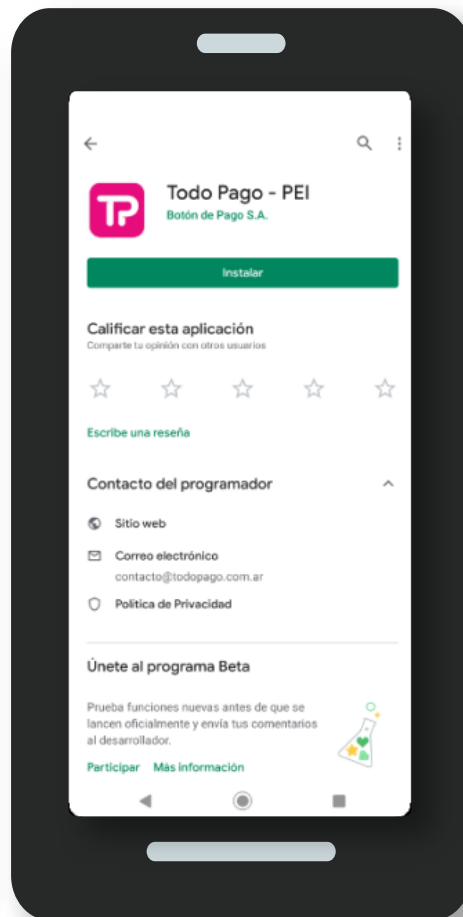 TP
Todo Pago - PEI
Botón de Pago S.A.
Instalar
Calificar esta aplicación
Comparte tu opinión con otros usuarios
Escribe una reseña
Contacto del programador
Sitio web
Correo electrónico
contacto@todopago.com.ar
Política de Privacidad
Únete al programa Beta
Prueba funciones nuevas antes de que se
lancen oficialmente y envía tus comentarios
al desarrollador.
Participar Más información